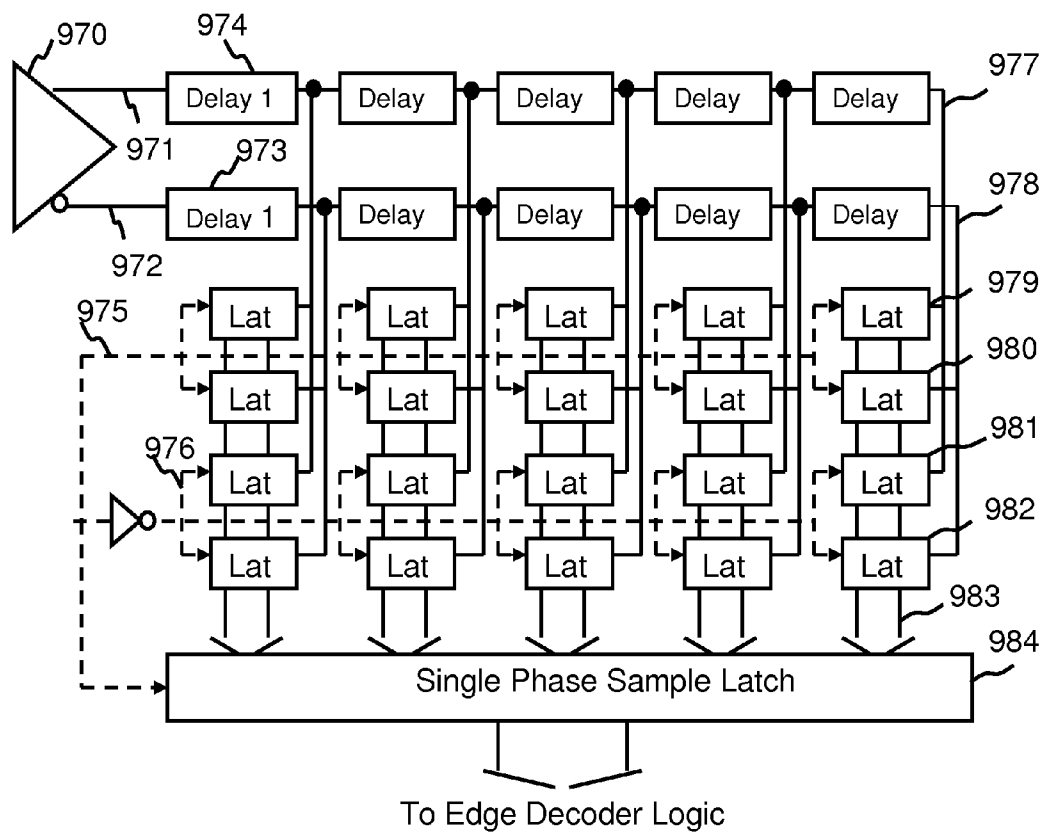 970
974
977
Delay 1 Delay Delay Delay Delay
971
973
978
Delay 1 Delay Delay Delay Delay
972
979
975
Lat Lat Lat Lat Lat
980
Lat Lat Lat Lat Lat
981
976
Lat Lat Lat Lat Lat
982
Lat Lat Lat Lat Lat
983
984
Single Phase Sample Latch
To Edge Decoder Logic